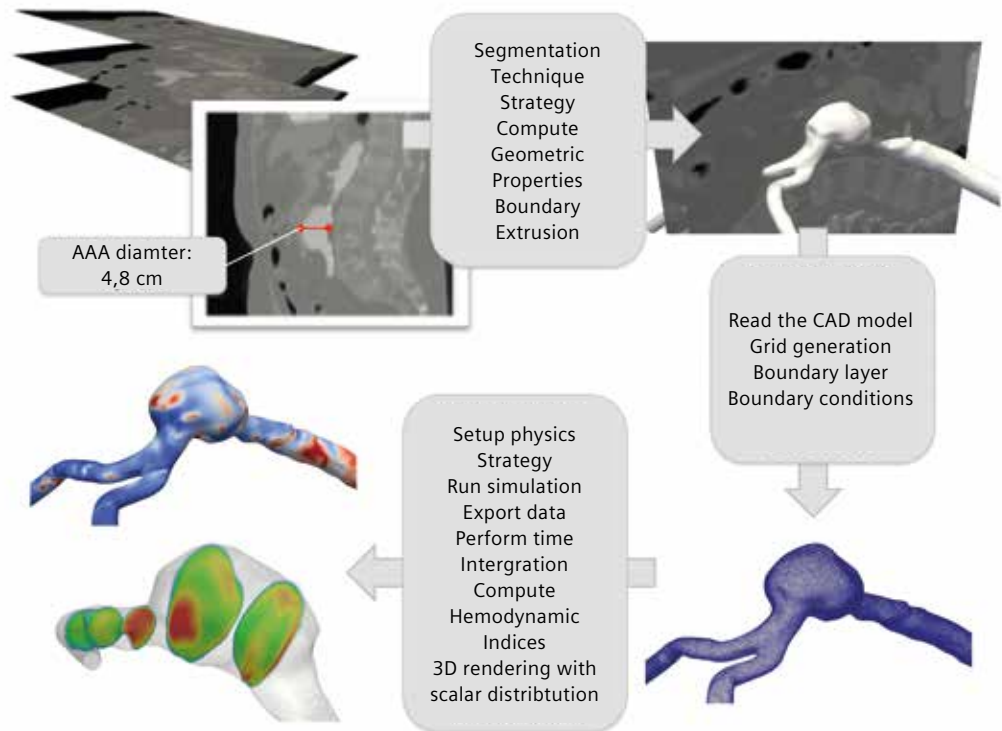 Segmentation
Technique
Strategy
Compute
Geometric
Properties
Boundary
Extrusion
AAA diamter:
4,8 cm
Read the CAD model
Grid generation
Boundary layer
Boundary conditions
Setup physics
Strategy
Run simulation
Export data
Perform time
Intergration
Compute
Hemodynamic
Indices
3D rendering with
scalar distribtution